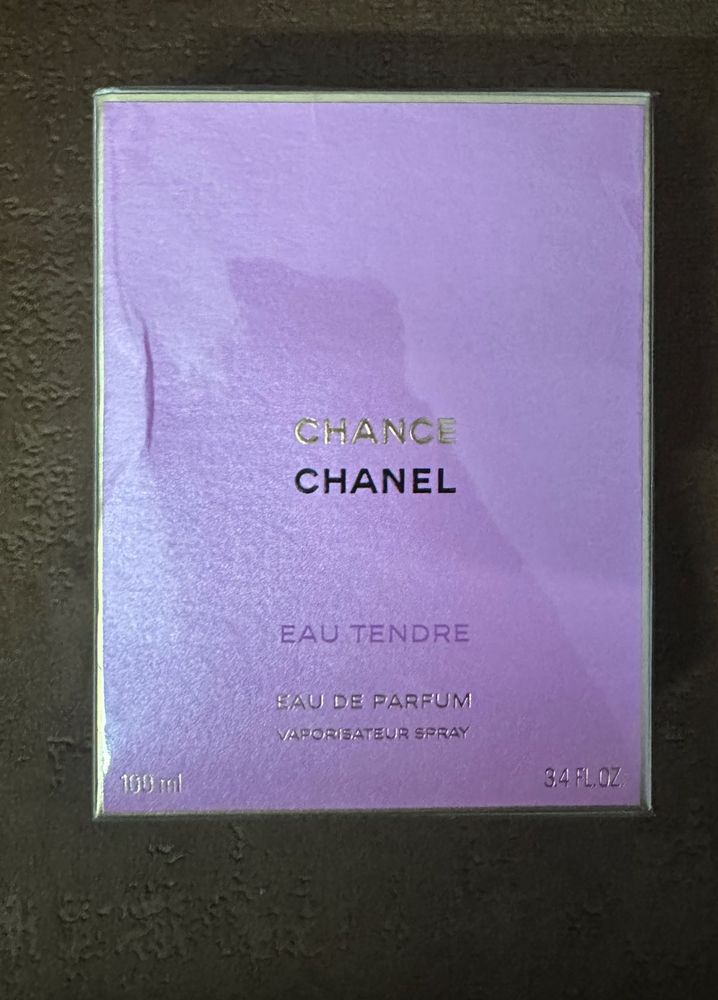 CHANCE
CHANEL
EAU TENDRE
EAU DE PARFUM
VAPORISATEUR SPRAY
100 ml 3.4 FL.OZ.